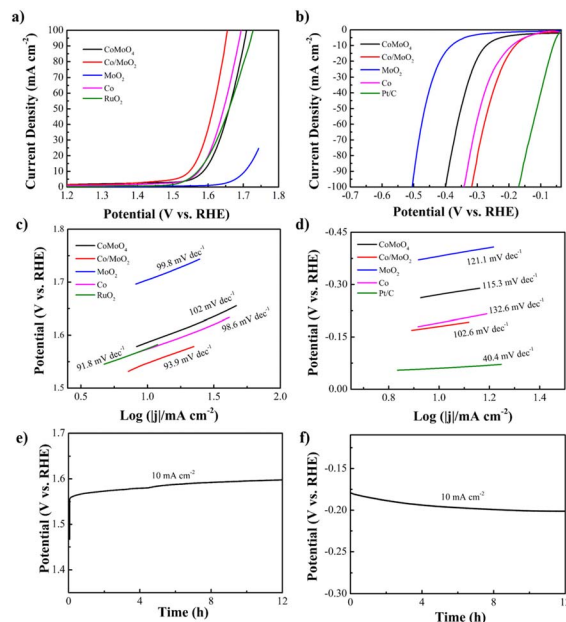 a)
Current Density (mA cm⁻²)
100
90
80
70
60
50
40
30
20
10
0
CoMoO₄
Co/MoO₂
MoO₂
Co
RuO₂
1.2 1.3 1.4 1.5 1.6 1.7 1.8
Potential (V vs. RHE)
b)
Current Density (mA cm⁻²)
0
-10
-20
-30
-40
-50
-60
-70
-80
-90
-100
CoMoO₄
Co/MoO₂
MoO₂
Co
Pt/C
-0.7 -0.6 -0.5 -0.4 -0.3 -0.2 -0.1
Potential (V vs. RHE)
c)
Potential (V vs. RHE)
1.8
1.7
1.6
1.5
CoMoO₄
Co/MoO₂
MoO₂
Co
RuO₂
99.8 mV dec⁻¹
102 mV dec⁻¹
98.6 mV dec⁻¹
91.8 mV dec⁻¹
93.9 mV dec⁻¹
0.5 1.0 1.5 2.0
Log (|j|/mA cm⁻²)
d)
Potential (V vs. RHE)
-0.45
-0.30
-0.15
-0.00
CoMoO₄
Co/MoO₂
MoO₂
Co
Pt/C
121.1 mV dec⁻¹
115.3 mV dec⁻¹
132.6 mV dec⁻¹
102.6 mV dec⁻¹
40.4 mV dec⁻¹
1.0 1.5
Log (|j|/mA cm⁻²)
e)
Potential (V vs. RHE)
1.7
1.6
1.5
1.4
10 mA cm⁻²
0 4 8 12
Time (h)
f)
Potential (V vs. RHE)
-0.15
-0.20
-0.25
-0.30
10 mA cm⁻²
0 4 8 12
Time (h)